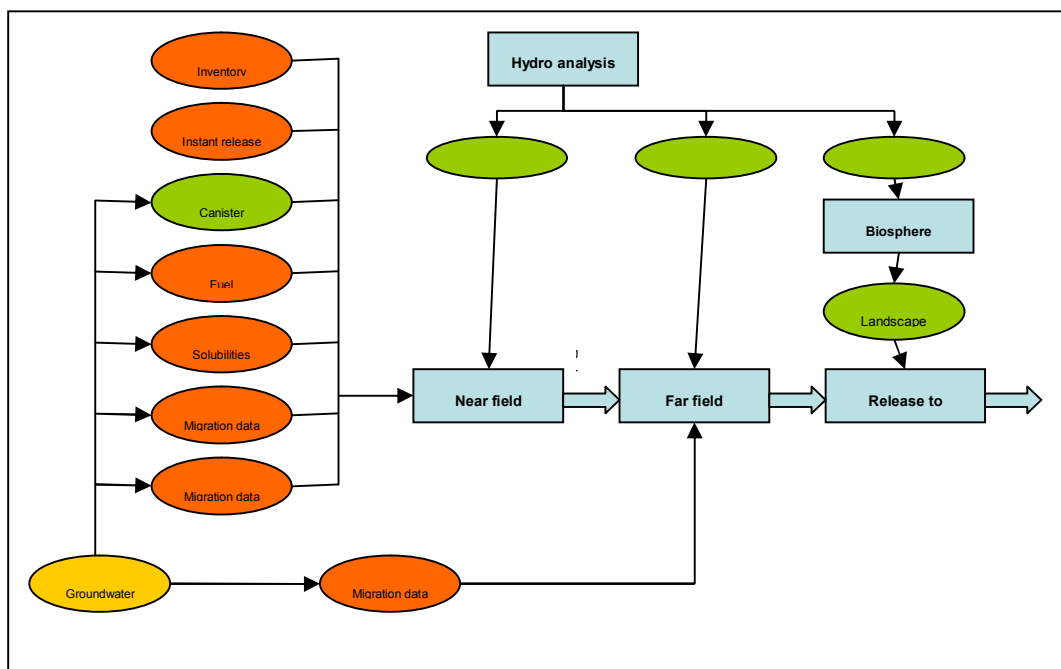 Inventory
Hydro analysis
Instant release
Canister
Biosphere
Fuel
Landscape
Solubilities
Near field
Far field
Release to
Migration data
Migration data
Groundwater
Migration data